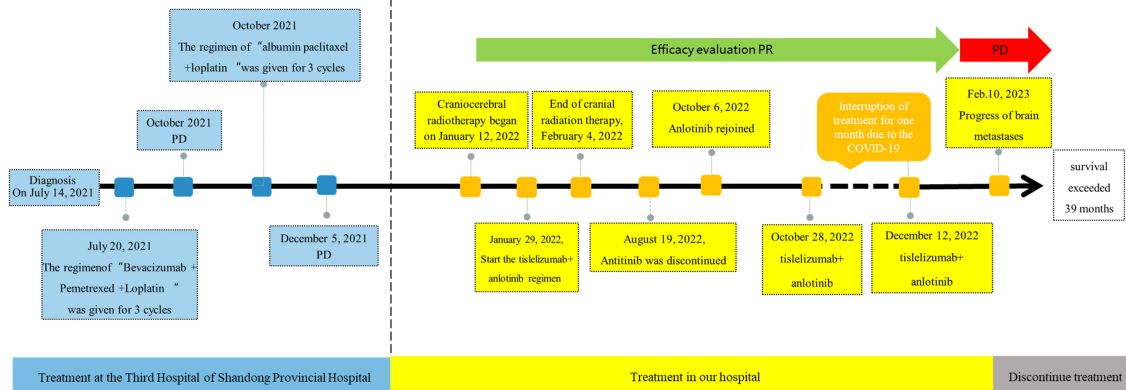 October 2021
The regimen of “albumin paclitaxel
+loplatin “was given for 3 cycles
October 2021
PD
Diagnosis
On July 14, 2021
July 20, 2021
The regimenof “Bevacizumab +
Pemetrexed +Loplatin ”
was given for 3 cycles
December 5, 2021
PD
Efficacy evaluation PR
PD
Craniocerebral
radiotherapy began
on January 12, 2022
End of cranial
radiation therapy,
February 4, 2022
October 6, 2022
Anlotinib rejoined
Interruption of
treatment for one
month due to the
COVID-19
Feb.10, 2023
Progress of brain
metastases
January 29, 2022,
Start the tislelizumab+
anlotinib regimen
August 19, 2022,
Antitinib was discontinued
October 28, 2022
tislelizumab+
anlotinib
December 12, 2022
tislelizumab+
anlotinib
survival
exceeded
39 months
Treatment at the Third Hospital of Shandong Provincial Hospital
Treatment in our hospital
Discontinue treatment